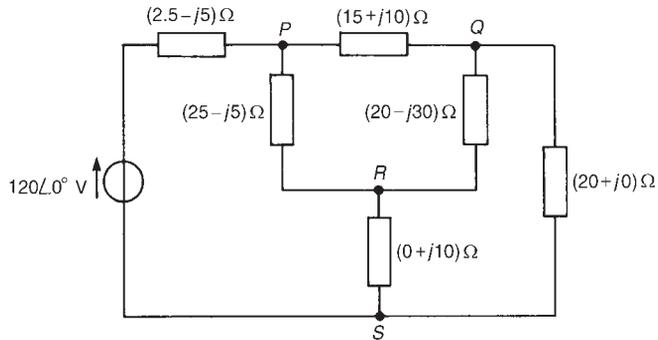 (2.5−j5) Ω
(15+j10) Ω
P
Q
(25−j5) Ω
(20−j30) Ω
R
120∠0° V
(20+j0) Ω
(0+j10) Ω
S